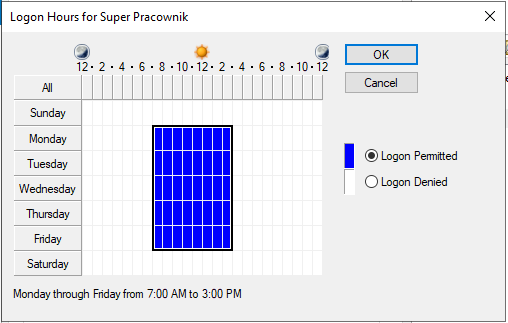 Logon Hours for Super Pracownik
12 · 2 · 4 · 6 · 8 · 10 · 12 · 2 · 4 · 6 · 8 · 10 · 12
OK
Cancel
All
Sunday
Monday
Tuesday
Wednesday
Thursday
Friday
Saturday
Logon Permitted
Logon Denied
Monday through Friday from 7:00 AM to 3:00 PM